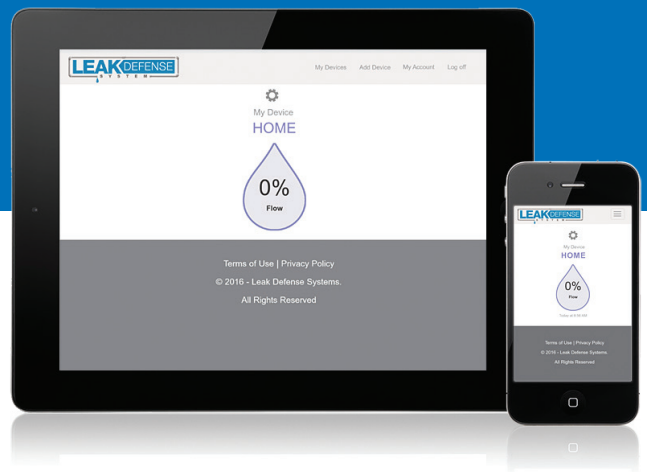 LEAK DEFENSE
SYSTEM
My Devices Add Device My Account Log off
My Device
HOME
0%
Flow
Terms of Use | Privacy Policy
© 2016 - Leak Defense Systems.
All Rights Reserved
LEAK DEFENSE
SYSTEM
My Device
HOME
0%
Flow
Terms of Use | Privacy Policy
© 2016 - Leak Defense Systems.
All Rights Reserved